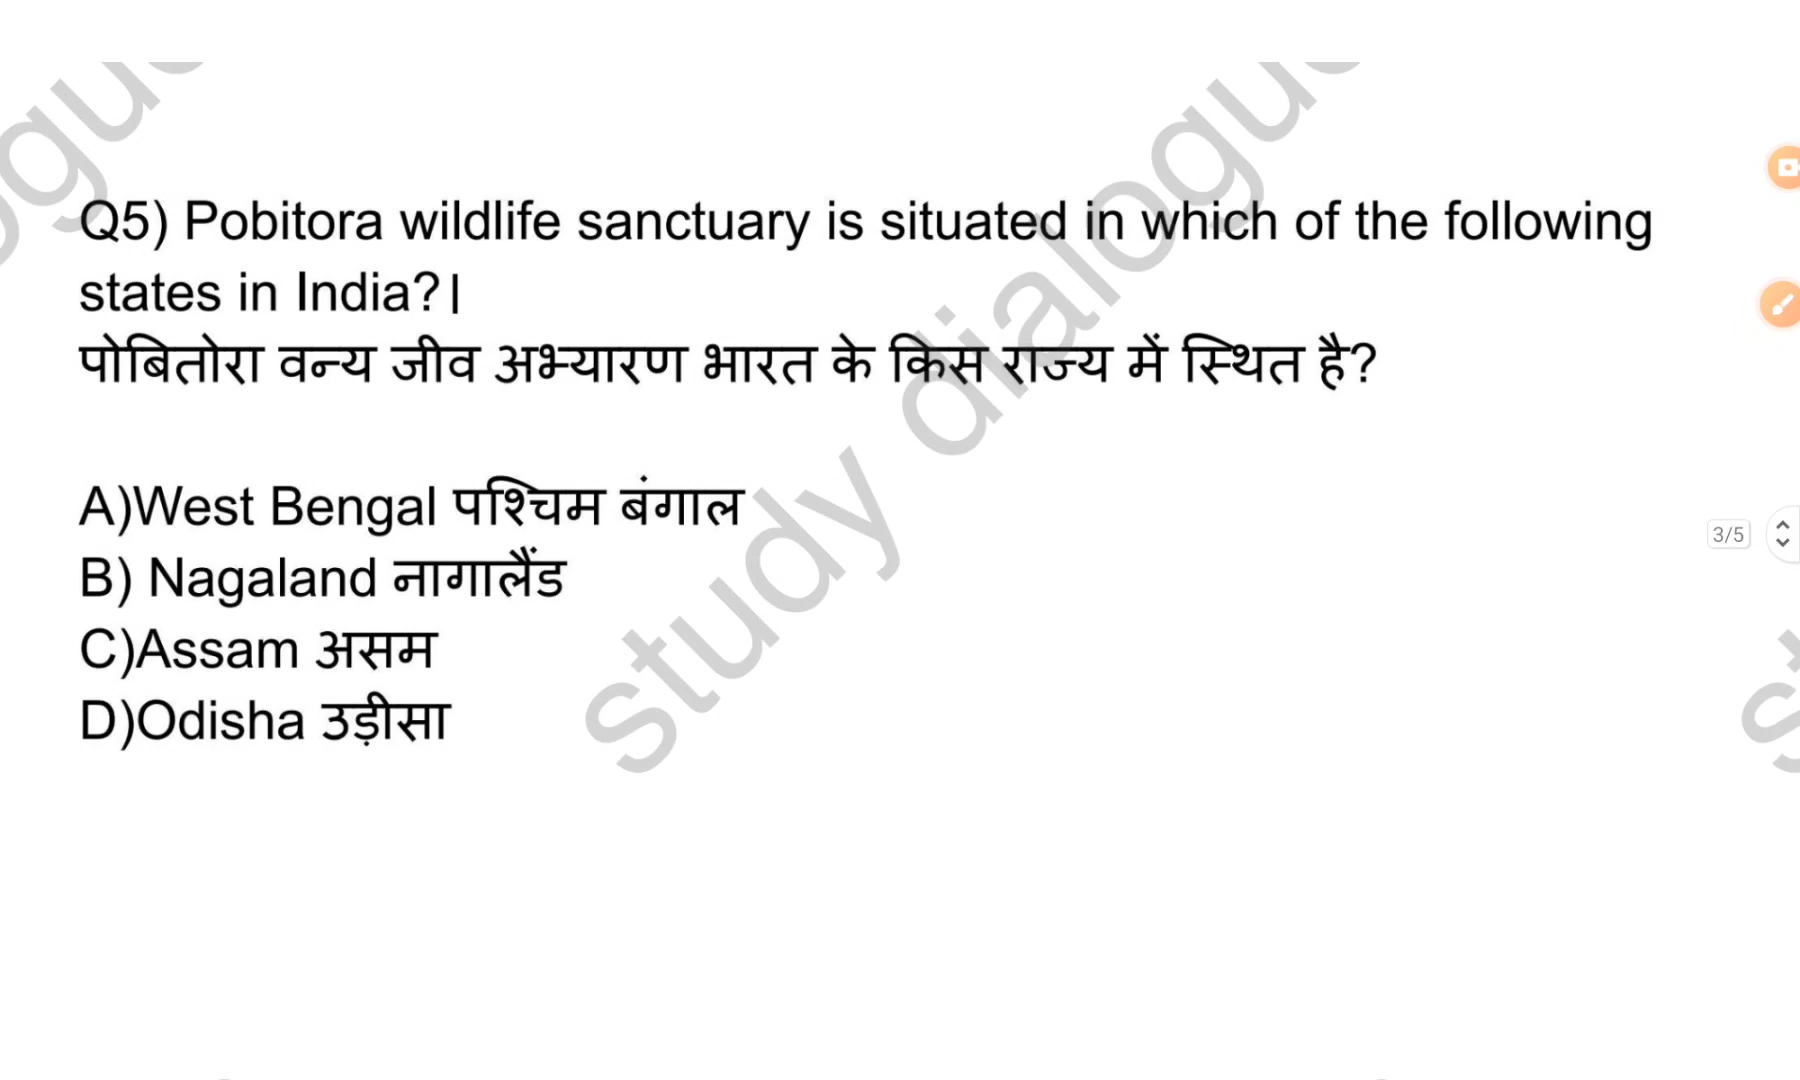 Q5) Pobitora wildlife sanctuary is situated in which of the following
states in India?|
पोबितोरा वन्य जीव अभ्यारण भारत के किस राज्य में स्थित है?
A)West Bengal पश्चिम बंगाल
B) Nagaland नागालैंड
C)Assam असम
D)Odisha उड़ीसा
study dialogue
3/5